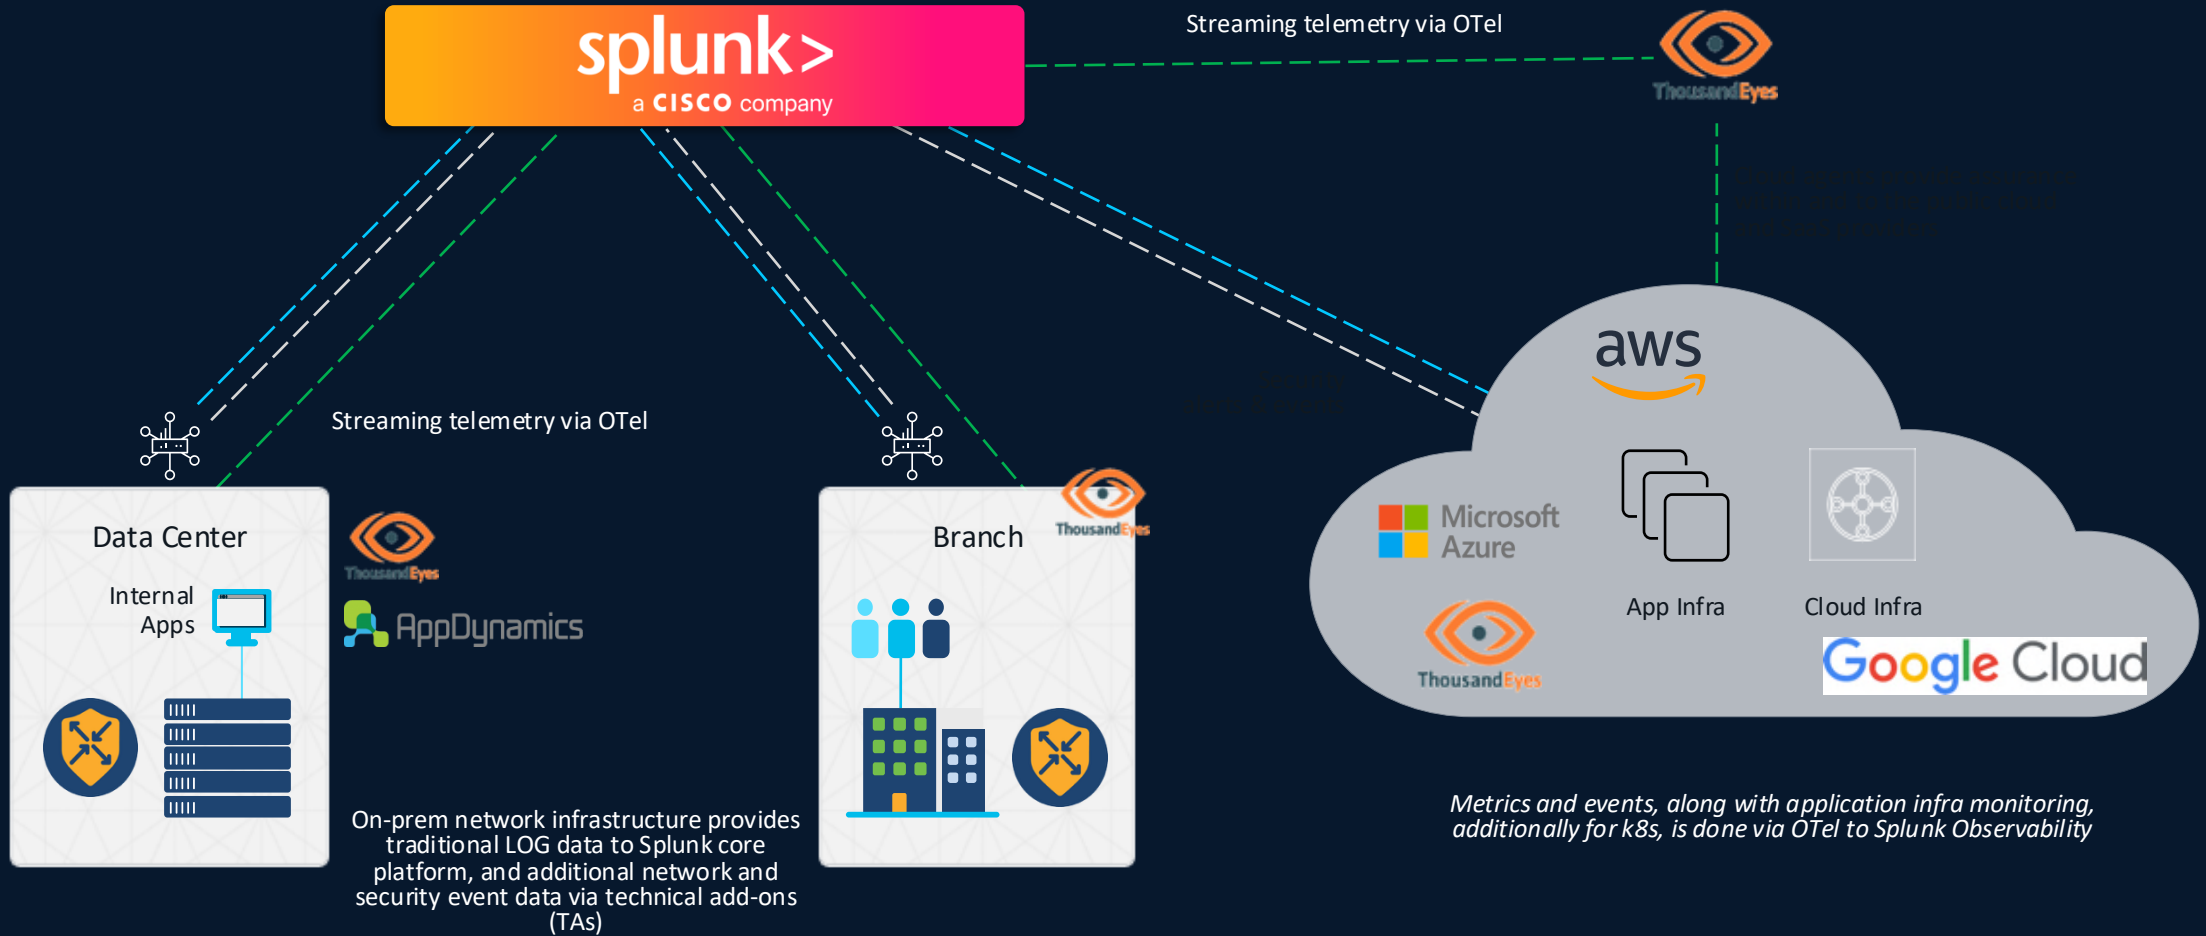 splunk>
a CISCO company
Streaming telemetry via OTel
ThousandEyes
Streaming telemetry via OTel
Data Center
Internal
Apps
ThousandEyes
AppDynamics
Branch
ThousandEyes
aws
Microsoft
Azure
App Infra
Cloud Infra
ThousandEyes
Google Cloud
On-prem network infrastructure provides
traditional LOG data to Splunk core
platform, and additional network and
security event data via technical add-ons
(TAs)
Metrics and events, along with application infra monitoring,
additionally for k8s, is done via OTel to Splunk Observability